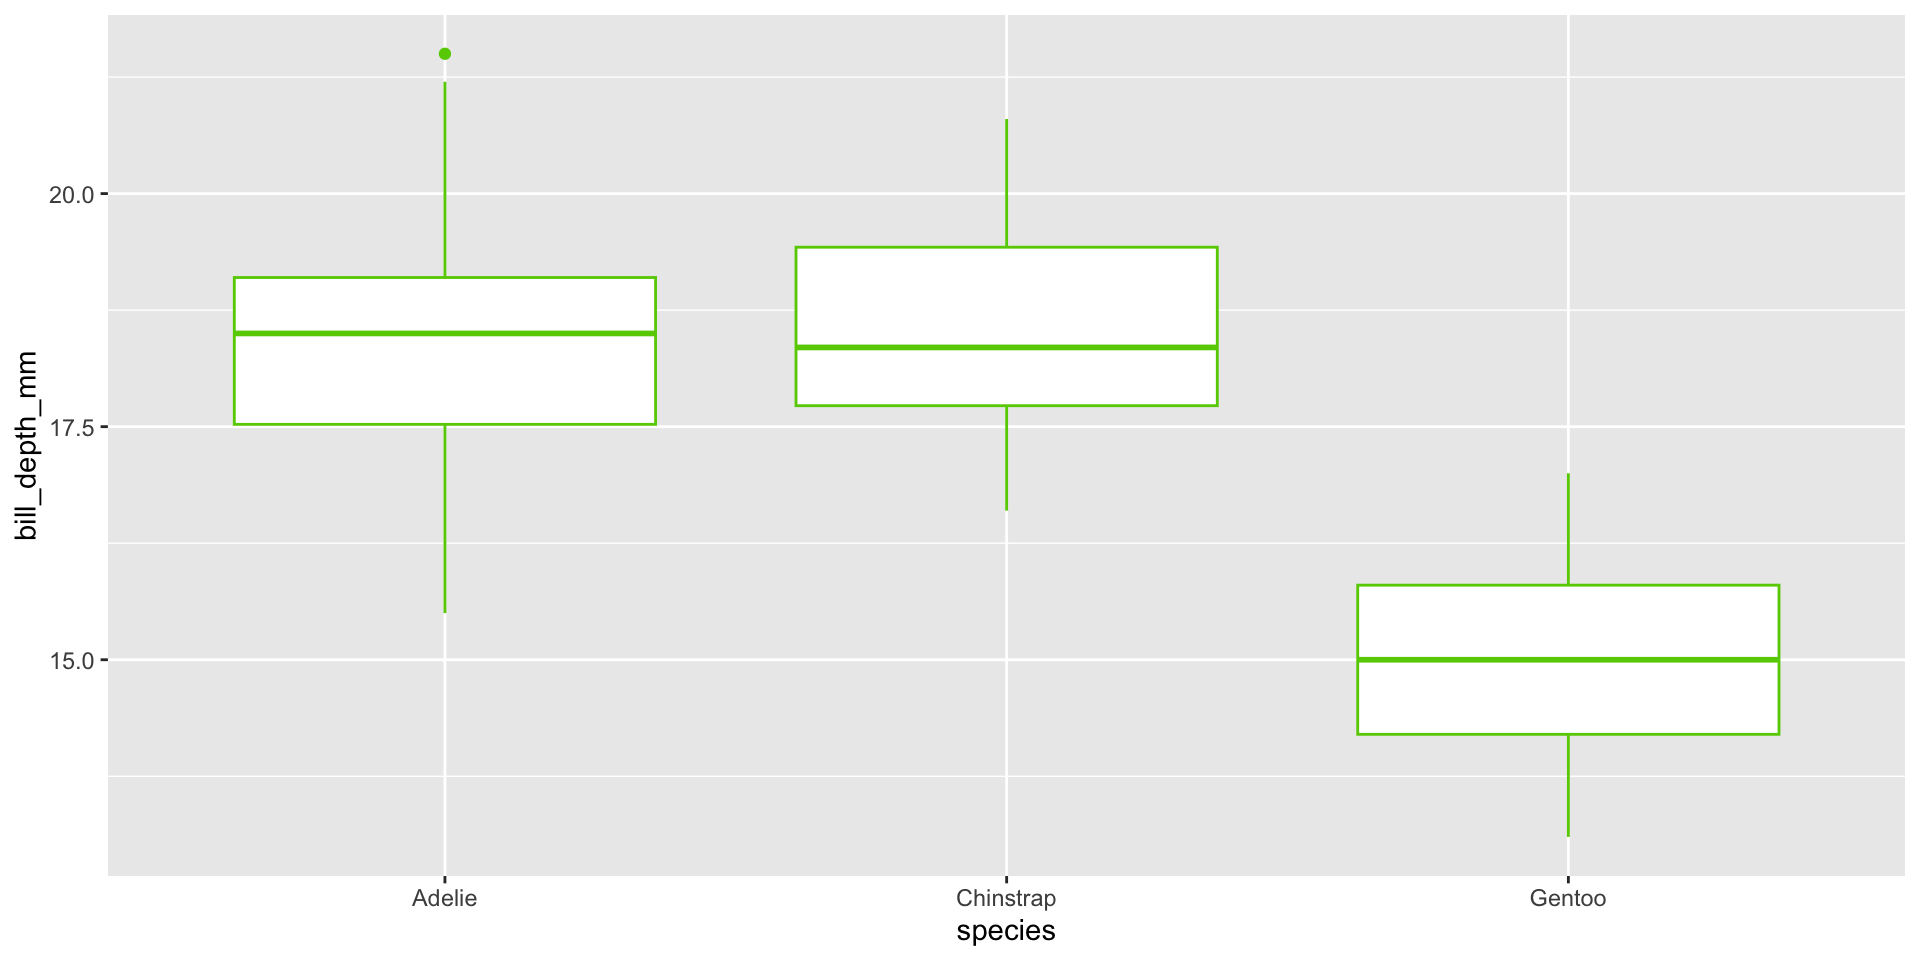 bill_depth_mm
20.0
17.5
15.0
Adelie
Chinstrap
Gentoo
species